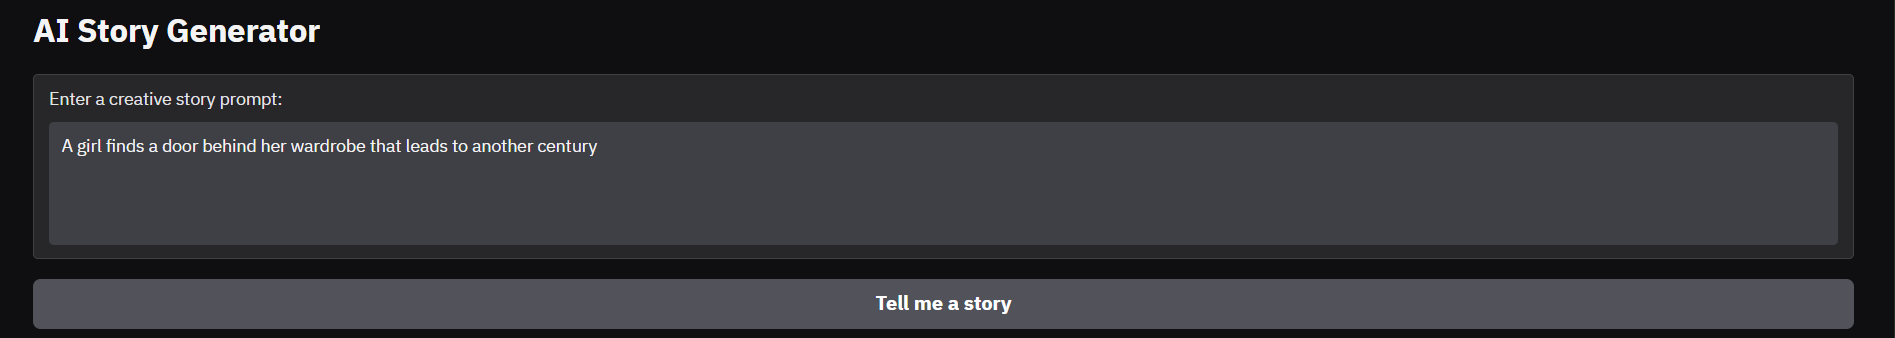 AI Story Generator
Enter a creative story prompt:
A girl finds a door behind her wardrobe that leads to another century
Tell me a story